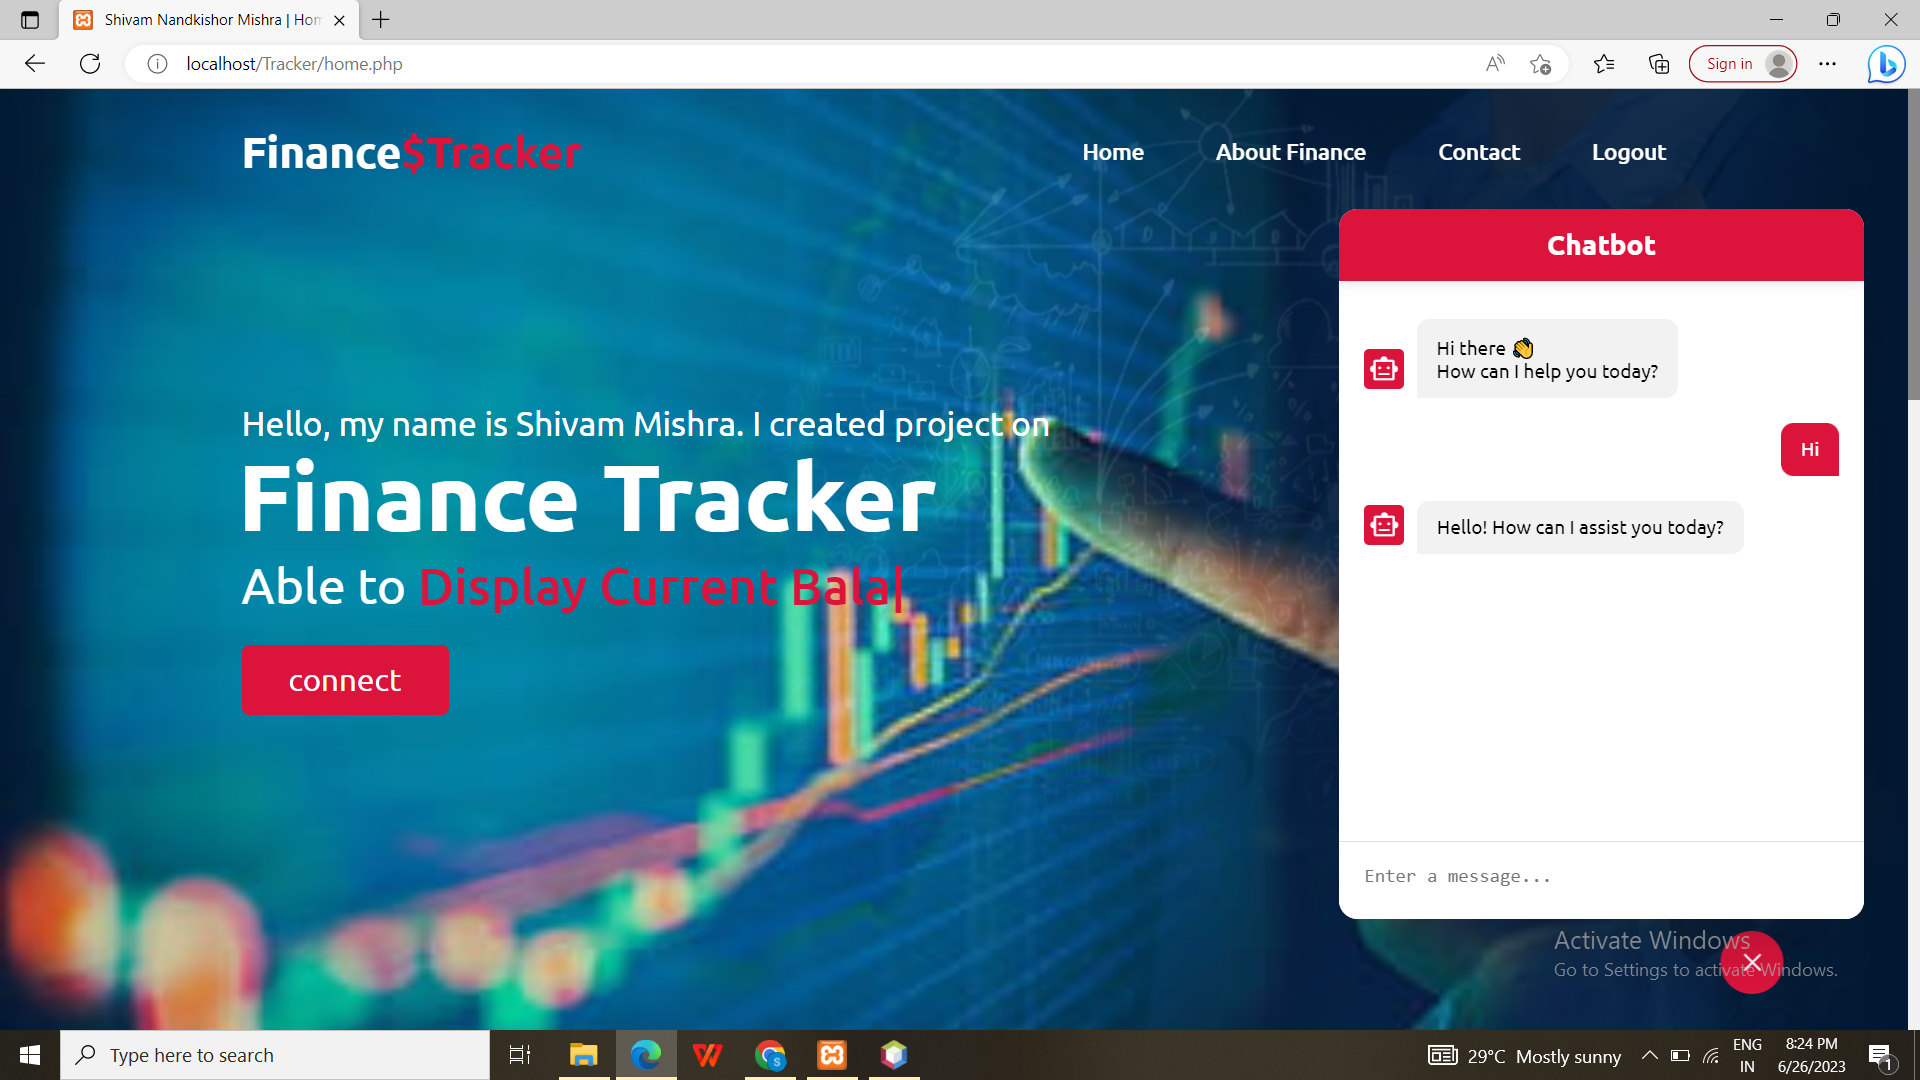 Shivam Nandkishor Mishra | Hom
localhost/Tracker/home.php
Sign in
Finance$Tracker
Home
About Finance
Contact
Logout
Chatbot
Hi there 👋
How can I help you today?
Hi
Hello! How can I assist you today?
Enter a message...
Hello, my name is Shivam Mishra. I created project on
Finance Tracker
Able to Display Current Bala|
connect
Activate Windows
Go to Settings to activate Windows.
Type here to search
29°C Mostly sunny
ENG
IN
8:24 PM
6/26/2023
1